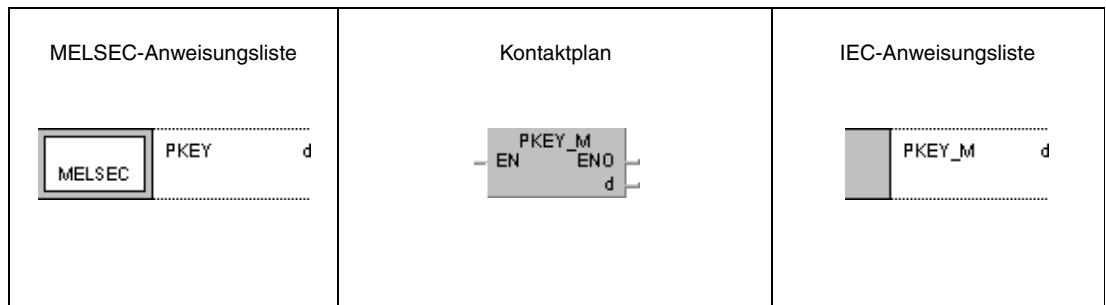 MELSEC-Anweisungsliste
Kontaktplan
IEC-Anweisungsliste
MELSEC
PKEY d
PKEY_M
EN ENO
d
PKEY_M d